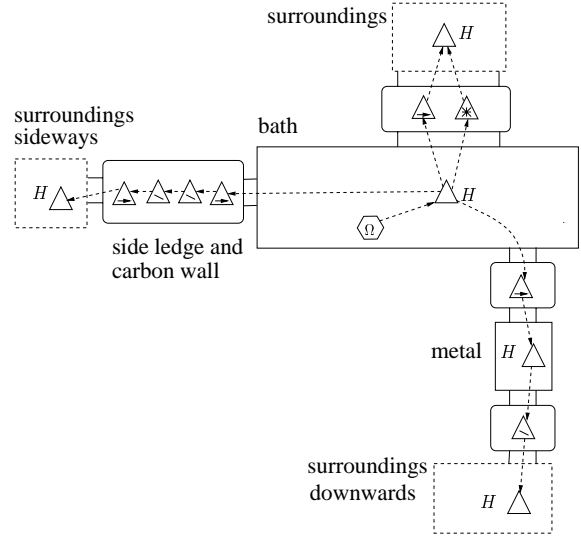 surroundings
H
surroundings
sideways
bath
H
H
Ω
side ledge and
carbon wall
metal
H
surroundings
downwards
H